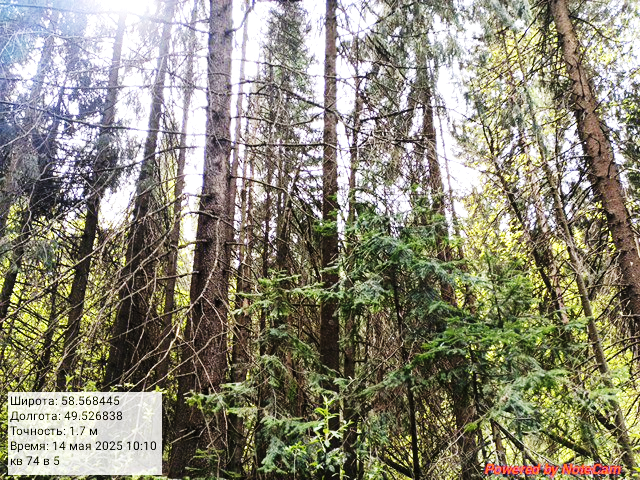 Широта: 58.568445
Долгота: 49.526838
Точность: 1.7 м
Время: 14 мая 2025 10:10
кв 74 в 5
Powered by NoteCam